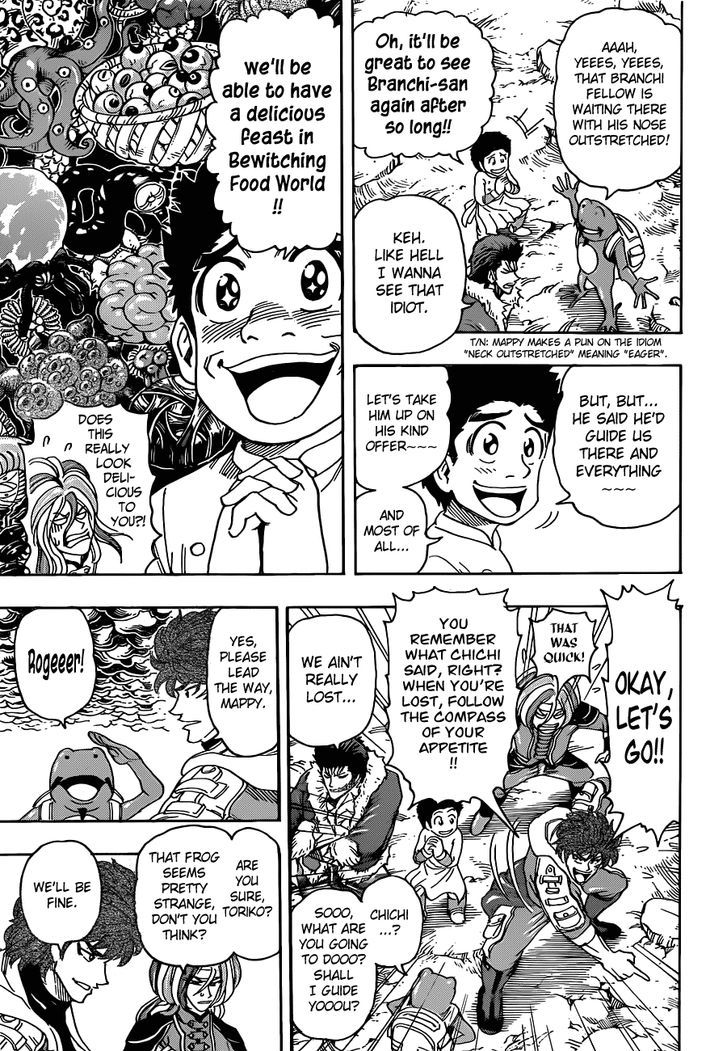 AAAH,
YEEES, YEEES,
THAT BRANCHI
FELLOW IS
WAITING THERE
WITH HIS NOSE
OUTSTRETCHED!
Oh, it'll be
great to see
Branchi-san
again after
so long!!
KEH.
LIKE HELL
I WANNA
SEE THAT
IDIOT.
T/N: MAPPY MAKES A PUN ON THE IDIOM
"NECK OUTSTRETCHED" MEANING "EAGER".
BUT, BUT...
HE SAID HE'D
GUIDE US
THERE AND
EVERYTHING
~~~
LET'S TAKE
HIM UP ON
HIS KIND
OFFER~~~
AND
MOST OF
ALL...
we'll be
able to have
a delicious
feast in
Bewitching
Food World
!!
DOES
THIS
REALLY
LOOK
DELI-
CIOUS TO
YOU?!
OKAY,
LET'S
GO!!
THAT
WAS
QUICK!
YOU
REMEMBER
WHAT CHICHI
SAID, RIGHT?
WHEN YOU'RE
LOST, FOLLOW
THE COMPASS
OF YOUR
APPETITE
!!
WE AIN'T
REALLY
LOST...
CHICHI
...?
SOOO,
WHAT ARE
YOU GOING
TO DOOO?
SHALL
I GUIDE
YOOOU?
YES,
PLEASE
LEAD
THE WAY,
MAPPY.
Rogeeer!
ARE
YOU
SURE,
TORIKO?
THAT FROG
SEEMS
PRETTY
STRANGE,
DON'T YOU
THINK?
WE'LL BE
FINE.